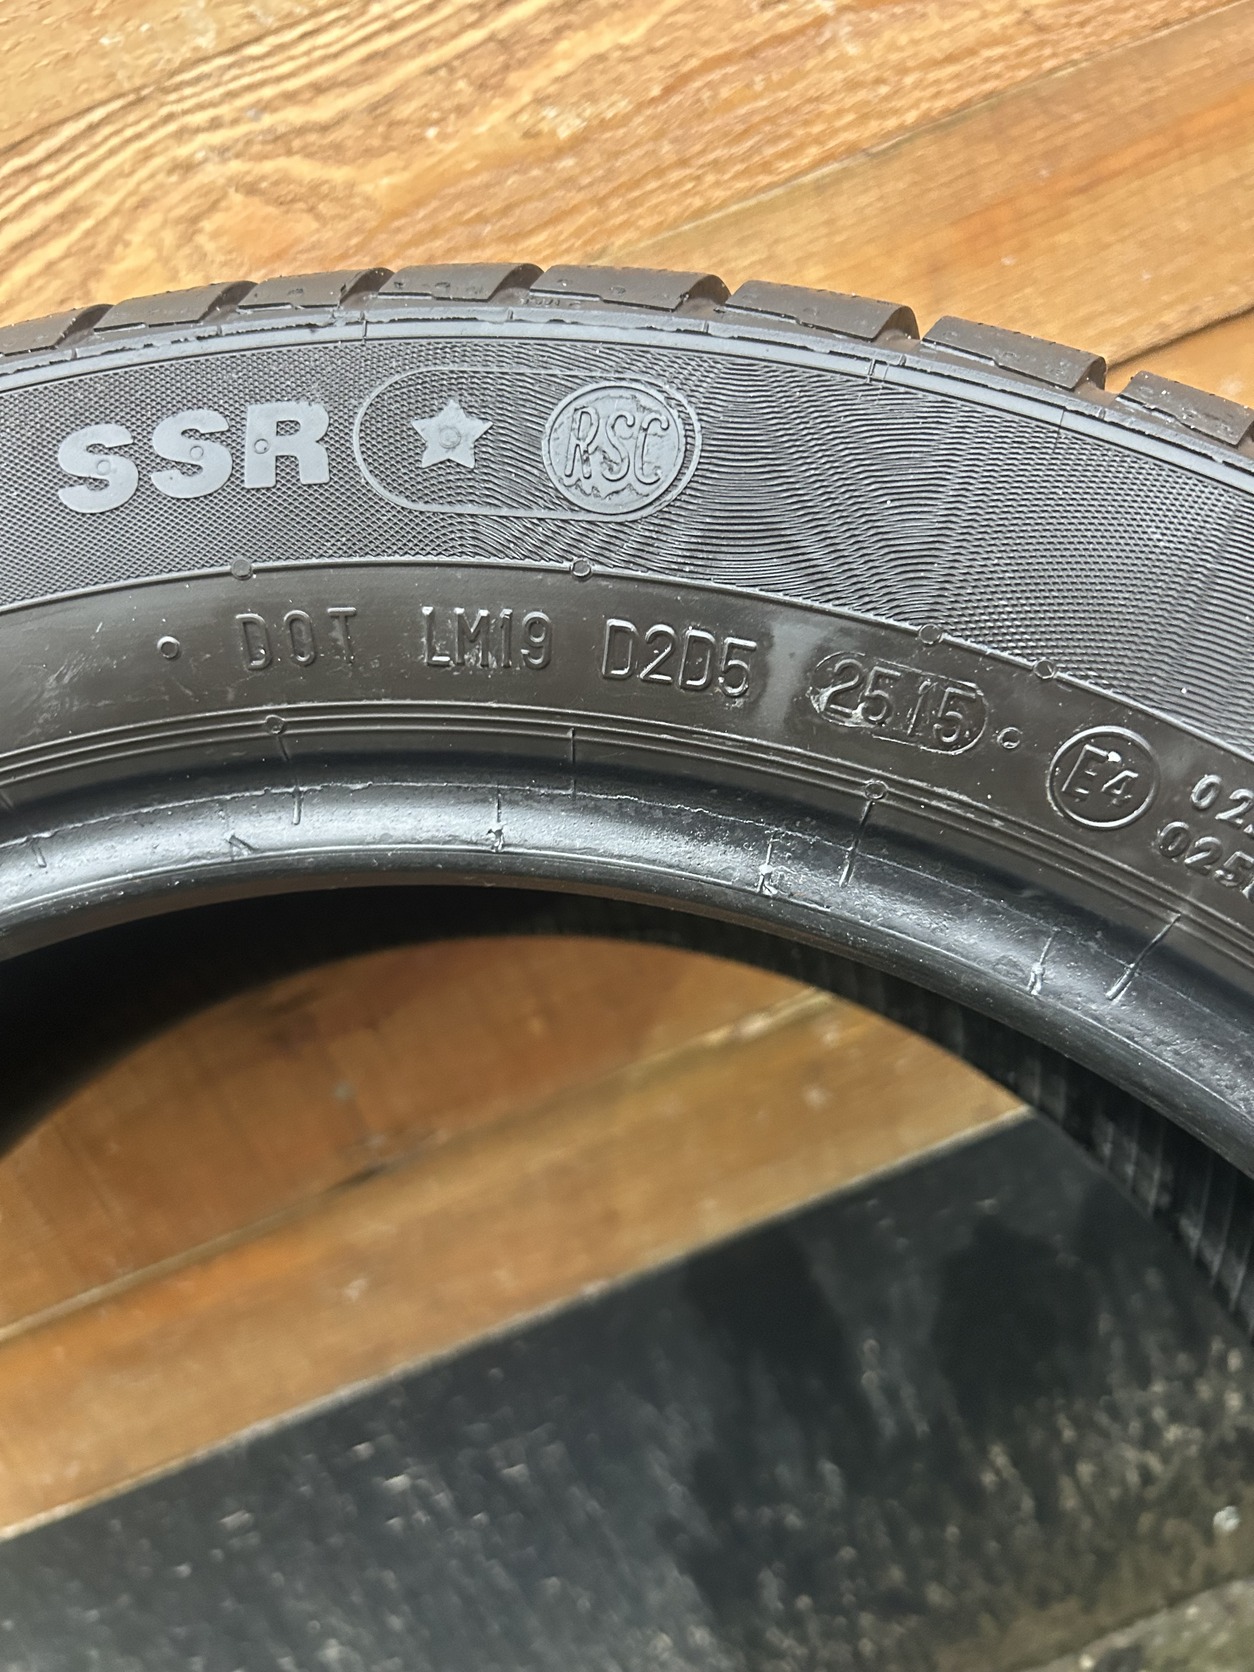 SSR ★ RSC
DOT LM19 D2D5 2515 E4